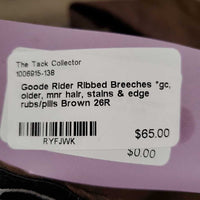 The Tack Collector
1006915-138
Goode Rider Ribbed Breeches *gc,
older, mnr hair, stains & edge
rubs/pills Brown 26R
$65.00
RYFJWK
$0.00